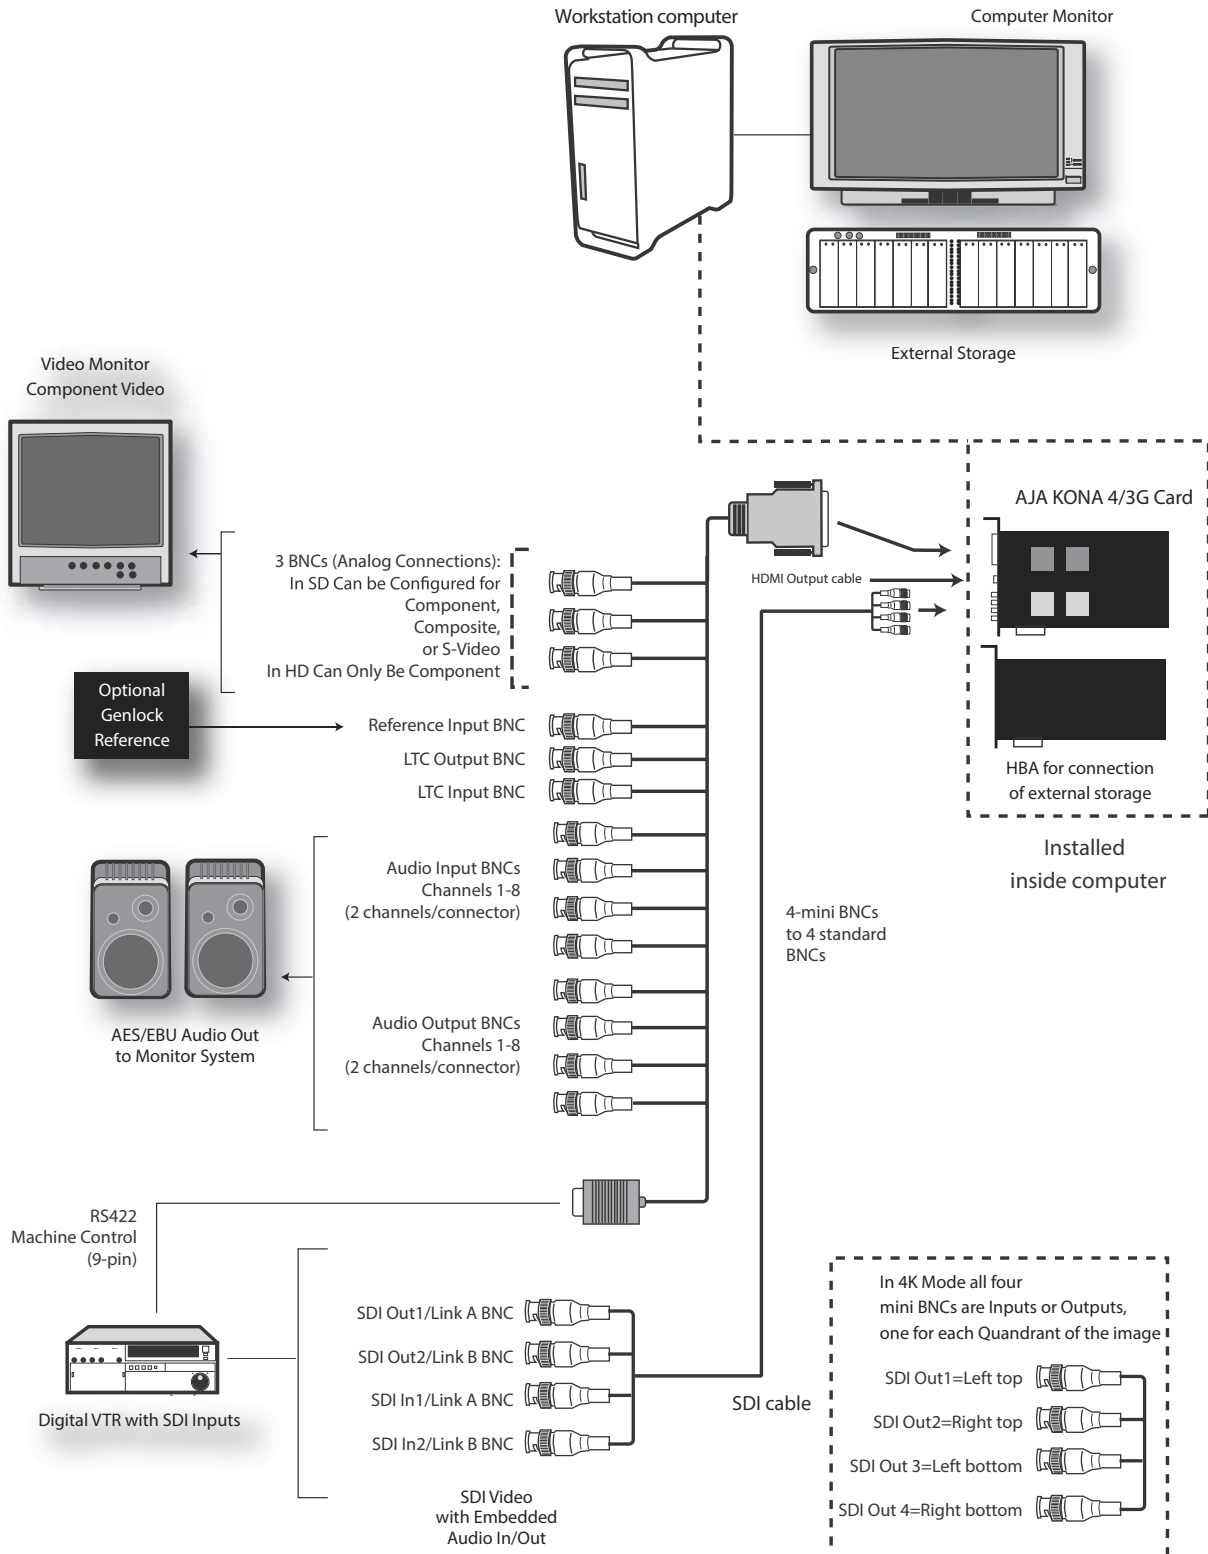 Workstation computer
Computer Monitor
External Storage
Video Monitor
Component Video
AJA KONA 4/3G Card
3 BNCs (Analog Connections):
In SD Can be Configured for
Component,
Composite,
or S-Video
In HD Can Only Be Component
HDMI Output cable
Optional
Genlock
Reference
Reference Input BNC
LTC Output BNC
LTC Input BNC
HBA for connection
of external storage
Installed
inside computer
Audio Input BNCs
Channels 1-8
(2 channels/connector)
4-mini BNCs
to 4 standard
BNCs
Audio Output BNCs
Channels 1-8
(2 channels/connector)
AES/EBU Audio Out
to Monitor System
RS422
Machine Control
(9-pin)
In 4K Mode all four
mini BNCs are Inputs or Outputs,
one for each Quandrant of the image
SDI Out1/Link A BNC
SDI Out2/Link B BNC
SDI In1/Link A BNC
SDI In2/Link B BNC
SDI cable
SDI Out1=Left top
SDI Out2=Right top
SDI Out 3=Left bottom
SDI Out 4=Right bottom
Digital VTR with SDI Inputs
SDI Video
with Embedded
Audio In/Out